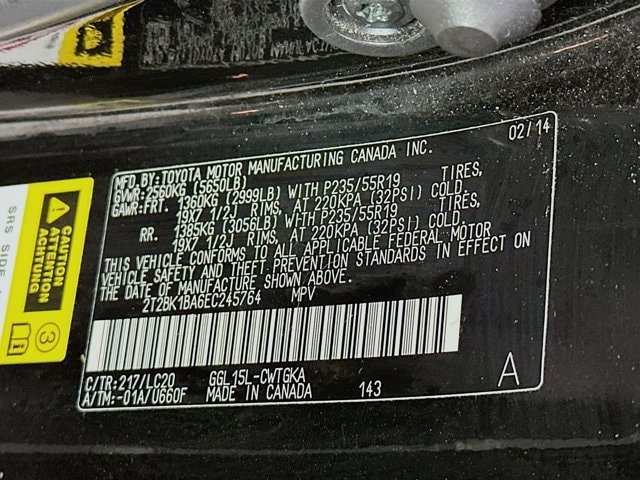 02/14
MFD.BY:TOYOTA MOTOR MANUFACTURING CANADA INC.
GVWR:2560KG (5650LB)
GAWR:FRT. 1360KG (2999LB) WITH P235/55R19 TIRES,
19X7 1/2J RIMS, AT 220KPA (32PSI) COLD.
RR. 1385KG (3056LB) WITH P235/55R19 TIRES,
19X7 1/2J RIMS, AT 220KPA (32PSI) COLD.
THIS VEHICLE CONFORMS TO ALL APPLICABLE FEDERAL MOTOR
VEHICLE SAFETY AND THEFT PREVENTION STANDARDS IN EFFECT ON
THE DATE OF MANUFACTURE SHOWN ABOVE.
2T2BK1BA6EC245764 MPV
C/TR:217/LC20 GGL15L-CWTGKA
A/TM:-01A/U660F MADE IN CANADA 143 A
CAUTION
ATTENTION
ACHTUNG
3
SRS SIDE